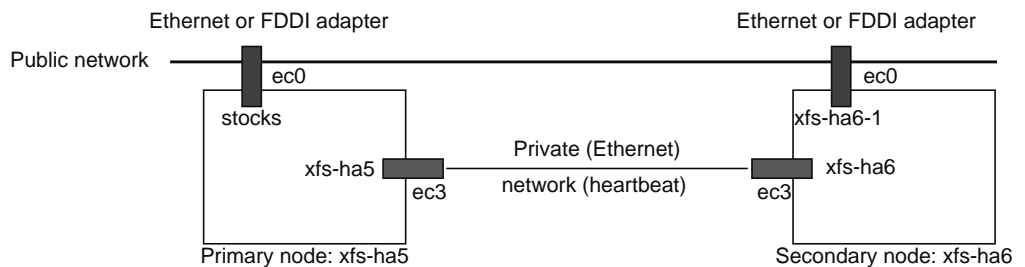 Ethernet or FDDI adapter
Ethernet or FDDI adapter
Public network
ec0
ec0
stocks
xfs-ha6-1
Private (Ethernet)
xfs-ha5
xfs-ha6
network (heartbeat)
ec3
ec3
Primary node: xfs-ha5
Secondary node: xfs-ha6